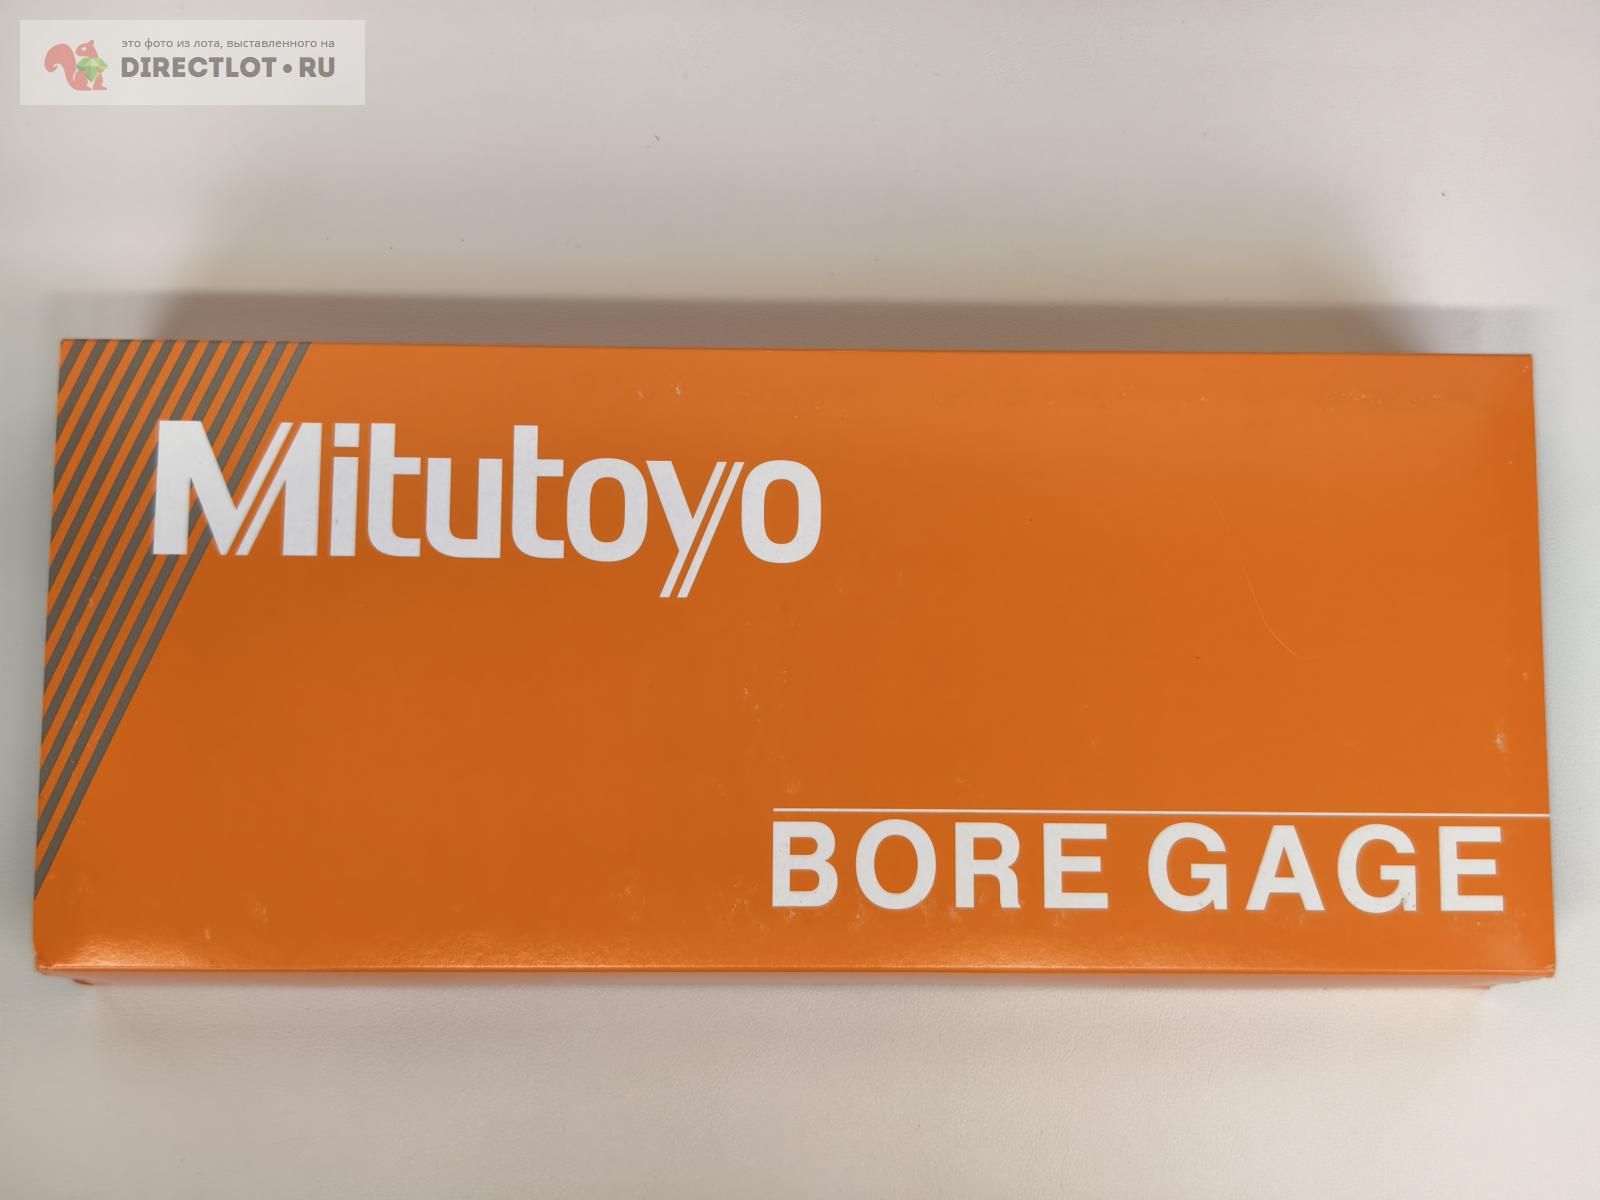 это фото из лота, выставленного на
DIRECTLOT•RU
Mitutoyo
BORE GAGE